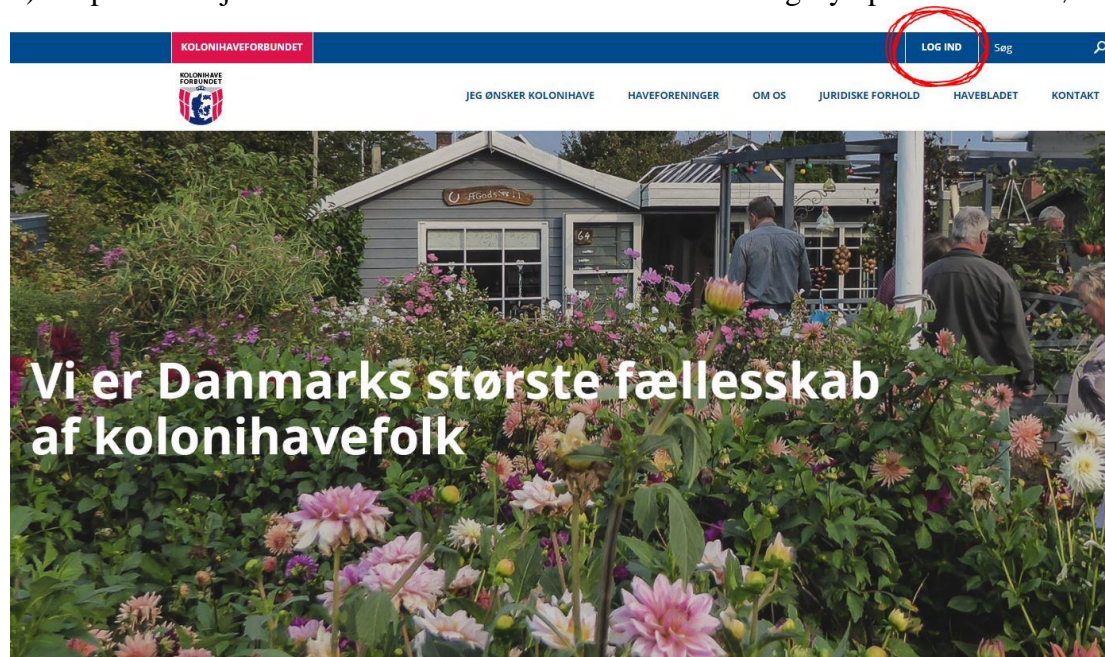 KOLONIHAVEFORBUNDET
LOG IND
Søg
KOLONIHAVE
FORBUNDET
JEG ØNSKER KOLONIHAVE
HAVEFORENINGER
OM OS
JURIDISKE FORHOLD
HAVEBLADET
KONTAKT
64
Vi er Danmarks største fællesskab
af kolonihavefolk